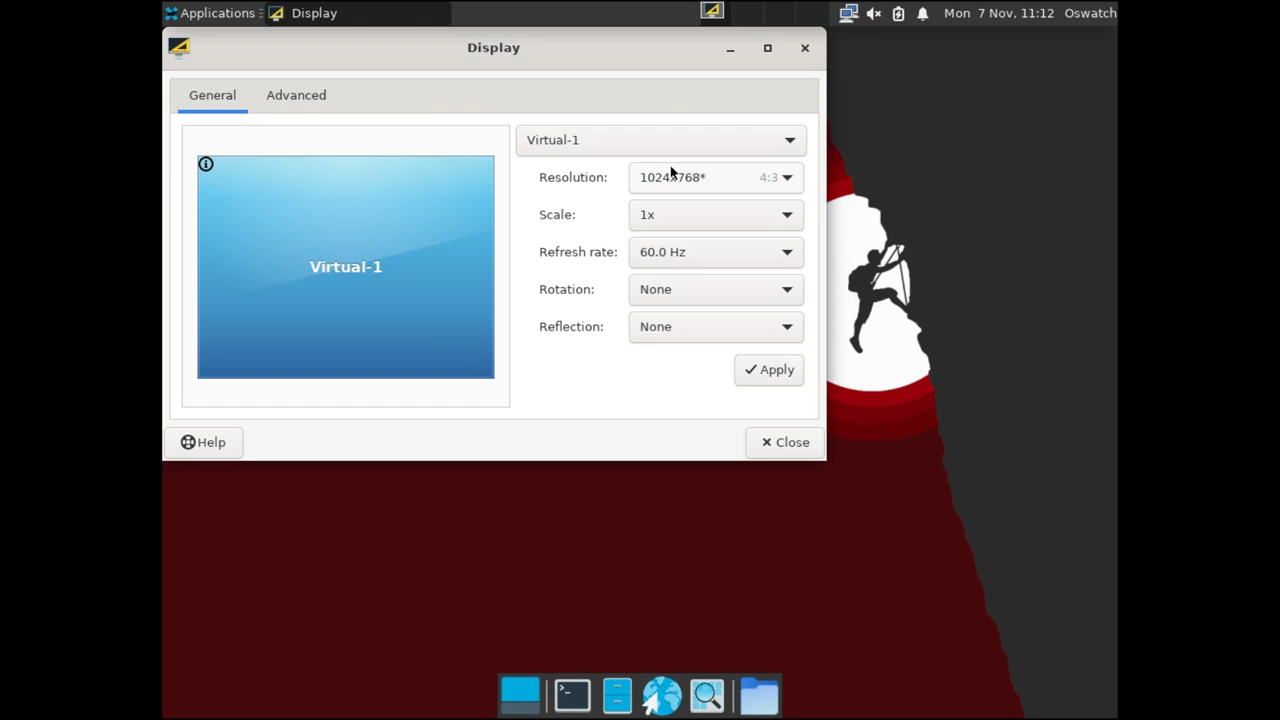 Applications
Display
Mon 7 Nov, 11:12
Oswatch
Display
General
Advanced
Virtual-1
Virtual-1
Resolution:
1024x768*
4:3
Scale:
1x
Refresh rate:
60.0 Hz
Rotation:
None
Reflection:
None
Apply
Help
Close